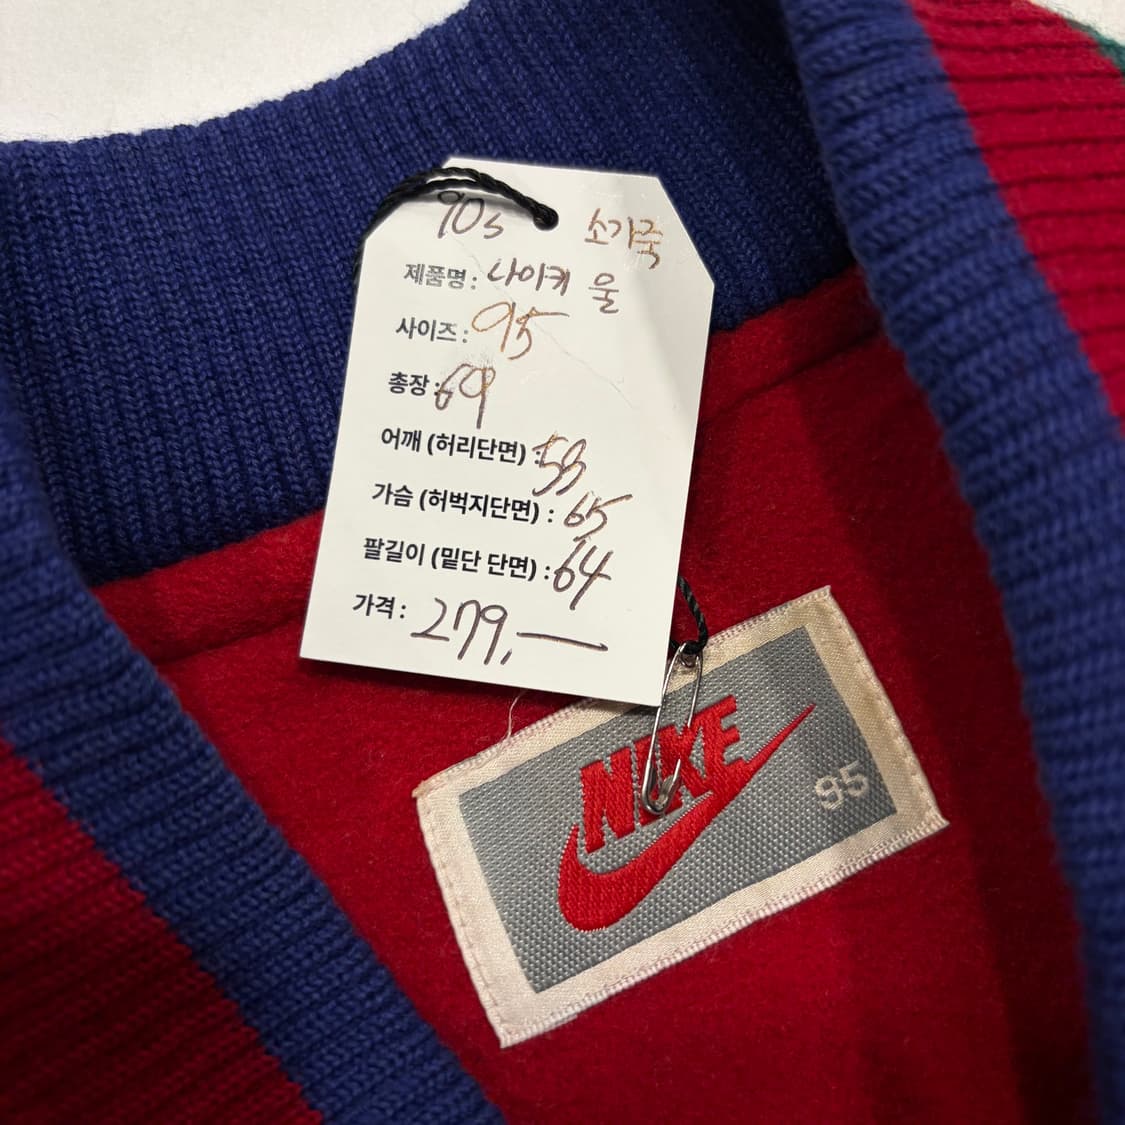 90s 소가죽
제품명: 나이키 울
사이즈: 95
총장: 69
어깨 (허리단면) : 58
가슴 (허벅지단면) : 65
팔길이 (밑단 단면) : 64
가격: 279,—
NIKE
95